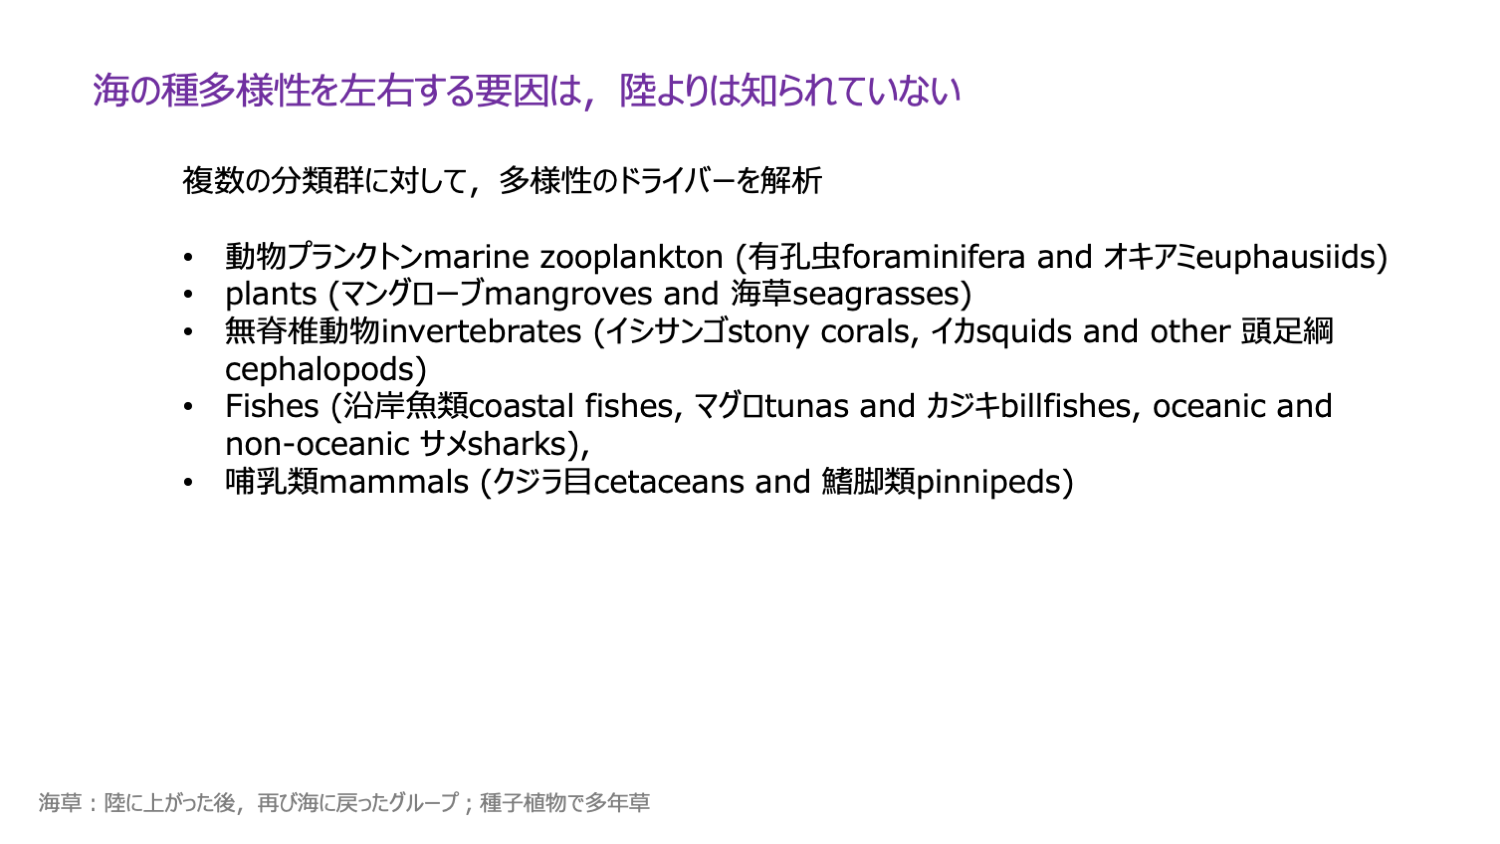 海の種多様性を左右する要因は，陸よりは知られていない
複数の分類群に対して，多様性のドライバーを解析
• 動物プランクトンmarine zooplankton (有孔虫foraminifera and オキアミeuphausiids)
• plants (マングローブmangroves and 海草seagrasses)
• 無脊椎動物invertebrates (イシサンゴstony corals, イカsquids and other 頭足綱
cephalopods)
• Fishes (沿岸魚類coastal fishes, マグロtunas and カジキbillfishes, oceanic and
non-oceanic サメsharks),
• 哺乳類mammals (クジラ目cetaceans and 鰭脚類pinnipeds)
海草：陸に上がった後，再び海に戻ったグループ；種子植物で多年草